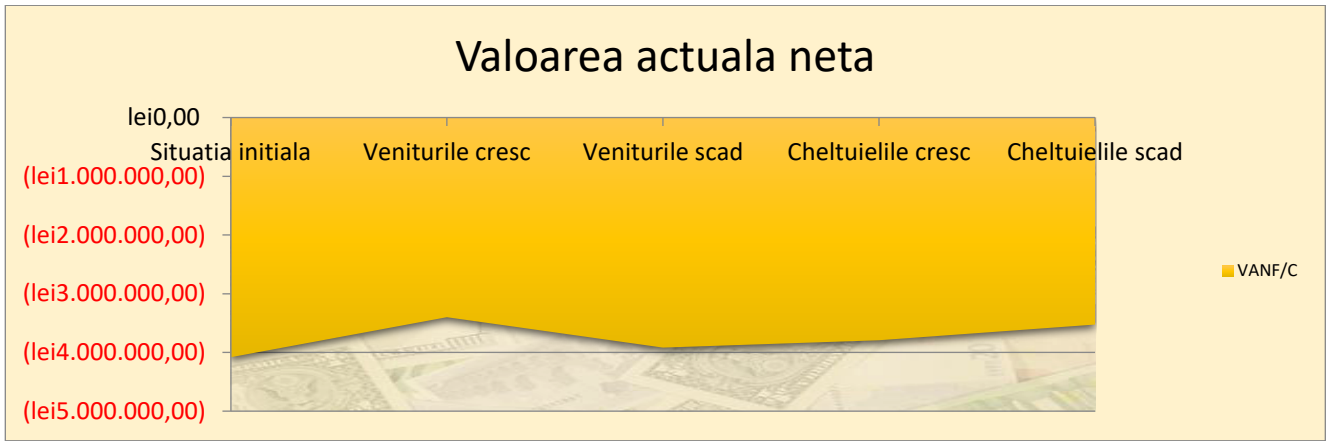 Valoarea actuala neta
lei0,00
Situatia initiala
Veniturile cresc
Veniturile scad
Cheltuielile cresc
Cheltuielile scad
(lei1.000.000,00)
(lei2.000.000,00)
(lei3.000.000,00)
(lei4.000.000,00)
(lei5.000.000,00)
VANF/C